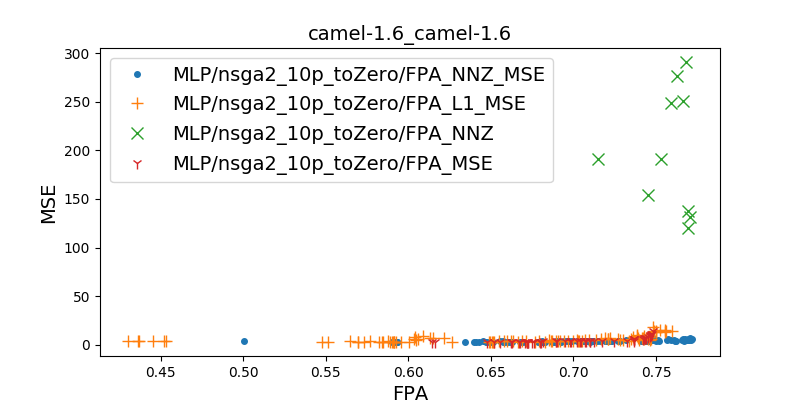 camel-1.6_camel-1.6
MLP/nsga2_10p_toZero/FPA_NNZ_MSE
MLP/nsga2_10p_toZero/FPA_L1_MSE
MLP/nsga2_10p_toZero/FPA_NNZ
MLP/nsga2_10p_toZero/FPA_MSE
MSE
300
250
200
150
100
50
0
0.45 0.50 0.55 0.60 0.65 0.70 0.75
FPA